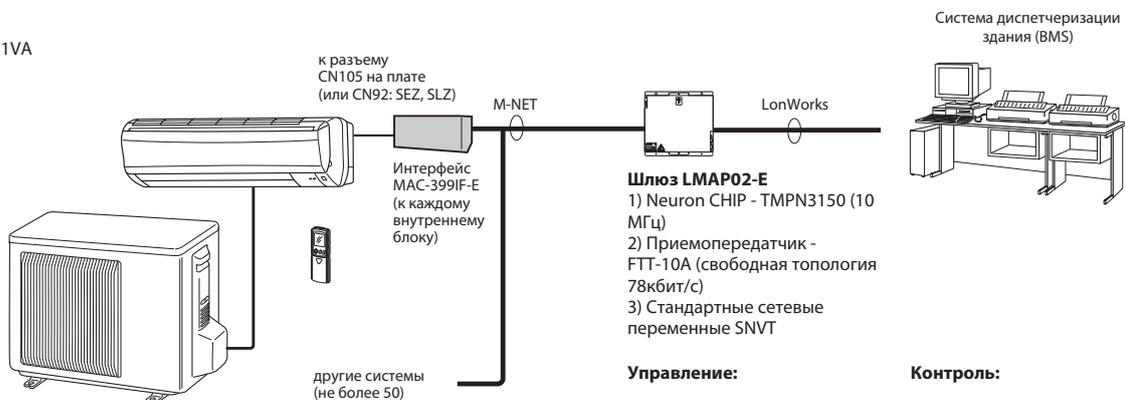 1VA
к разъему
CN105 на плате
(или CN92: SEZ, SLZ)
M-NET
LonWorks
Система диспетчеризации
здания (BMS)
Интерфейс
MAC-399IF-E
(к каждому
внутреннему
блоку)
Шлюз LMAP02-E
1) Neuron CHIP - TMPN3150 (10
МГц)
2) Приемопередатчик -
FTT-10A (свободная топология
78кбит/с)
3) Стандартные сетевые
переменные SNVT
другие системы
(не более 50)
Управление:
Контроль: